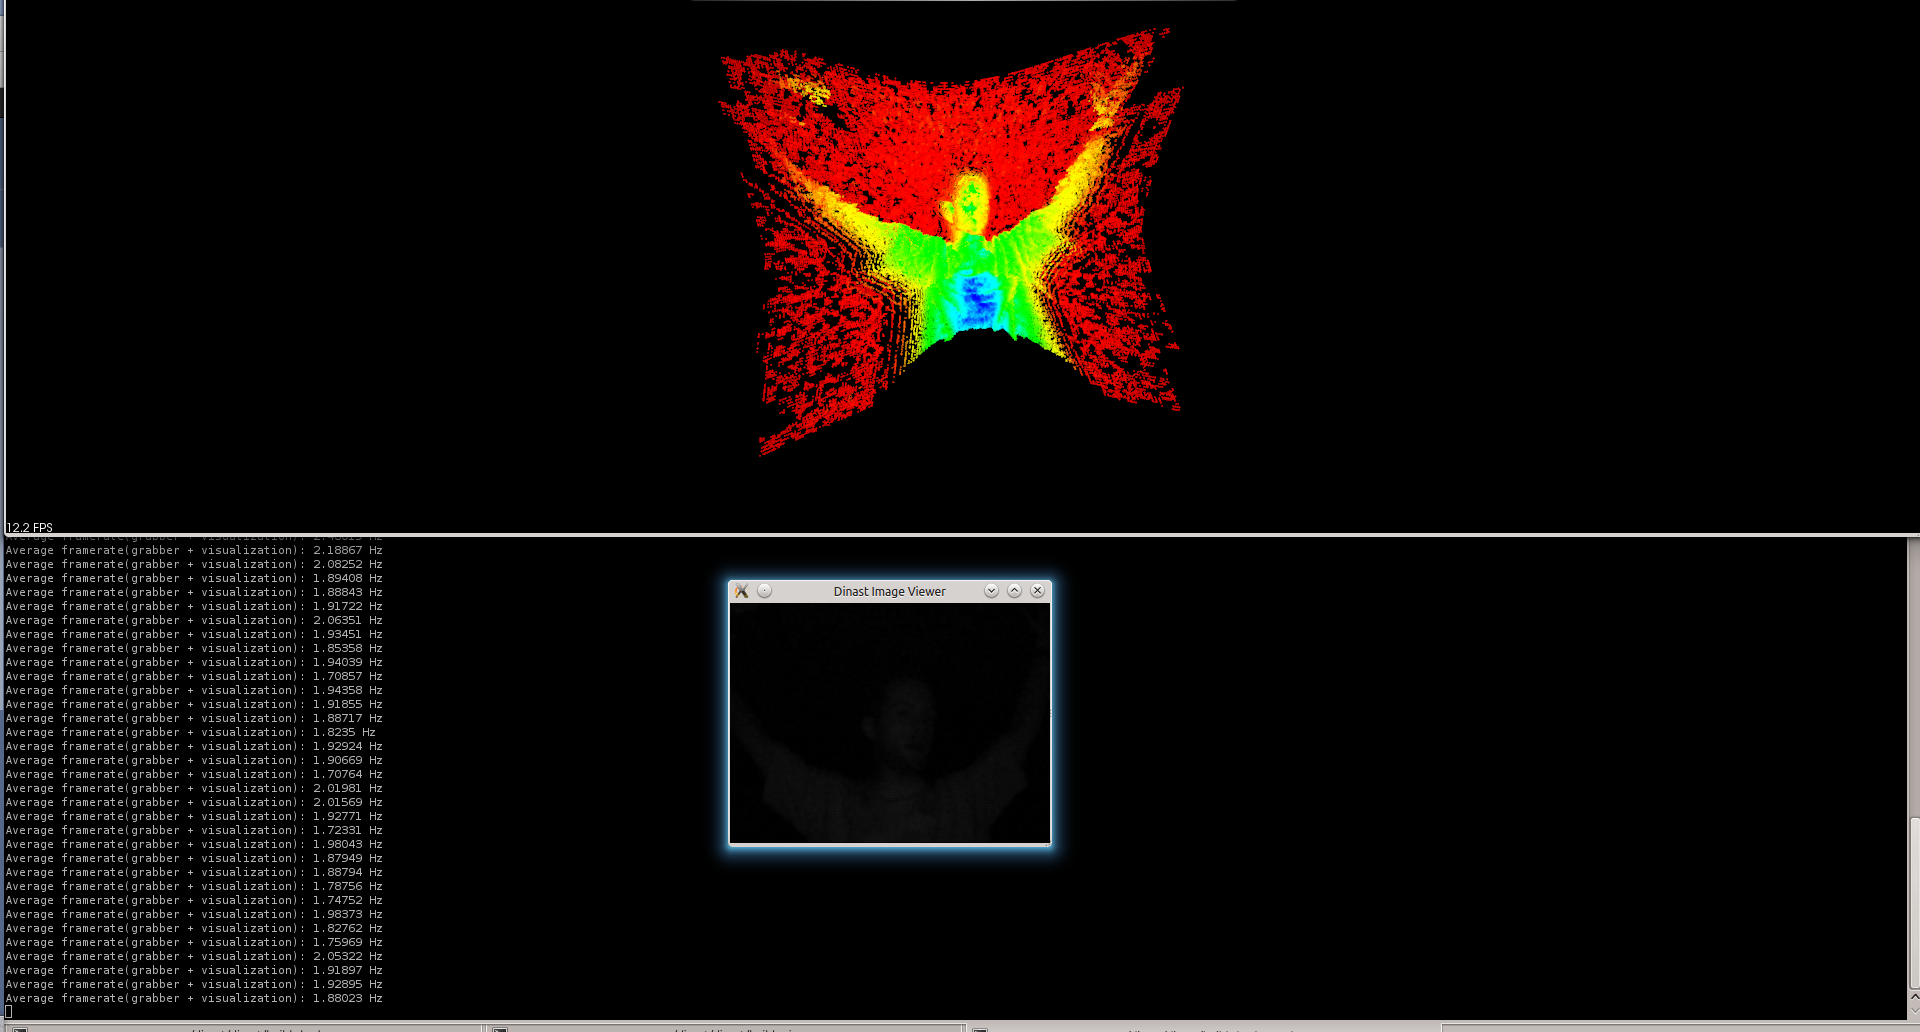 12.2 FPS
Average framerate(grabber + visualization): 2.18867 Hz
Average framerate(grabber + visualization): 2.08252 Hz
Average framerate(grabber + visualization): 1.89408 Hz
Average framerate(grabber + visualization): 1.88843 Hz
Average framerate(grabber + visualization): 1.91722 Hz
Average framerate(grabber + visualization): 2.06351 Hz
Average framerate(grabber + visualization): 1.93451 Hz
Average framerate(grabber + visualization): 1.85358 Hz
Average framerate(grabber + visualization): 1.94039 Hz
Average framerate(grabber + visualization): 1.70857 Hz
Average framerate(grabber + visualization): 1.94358 Hz
Average framerate(grabber + visualization): 1.91855 Hz
Average framerate(grabber + visualization): 1.88717 Hz
Average framerate(grabber + visualization): 1.8235 Hz
Average framerate(grabber + visualization): 1.92924 Hz
Average framerate(grabber + visualization): 1.90669 Hz
Average framerate(grabber + visualization): 1.70764 Hz
Average framerate(grabber + visualization): 2.01981 Hz
Average framerate(grabber + visualization): 2.01569 Hz
Average framerate(grabber + visualization): 1.92771 Hz
Average framerate(grabber + visualization): 1.72331 Hz
Average framerate(grabber + visualization): 1.98043 Hz
Average framerate(grabber + visualization): 1.87949 Hz
Average framerate(grabber + visualization): 1.88794 Hz
Average framerate(grabber + visualization): 1.78756 Hz
Average framerate(grabber + visualization): 1.74752 Hz
Average framerate(grabber + visualization): 1.98373 Hz
Average framerate(grabber + visualization): 1.82762 Hz
Average framerate(grabber + visualization): 1.75969 Hz
Average framerate(grabber + visualization): 2.05322 Hz
Average framerate(grabber + visualization): 1.91897 Hz
Average framerate(grabber + visualization): 1.92895 Hz
Average framerate(grabber + visualization): 1.88023 Hz
Dinast Image Viewer